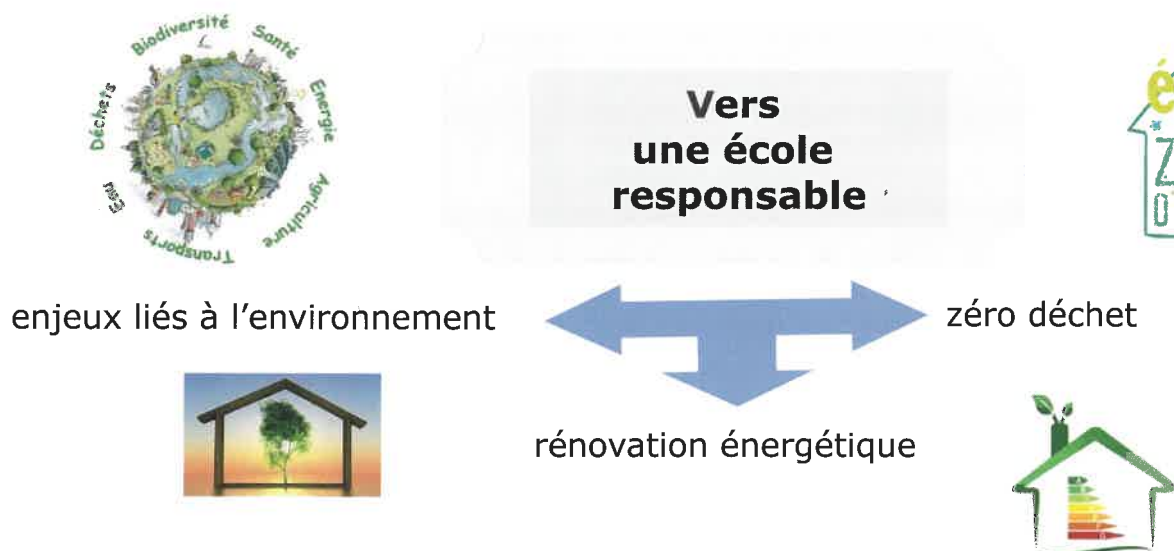 Biodiversité
Santé
Energie
Agriculture
Transports
Eau
Déchets
Vers
une école
responsable
é
Z
enjeux liés à l'environnement
zéro déchet
rénovation énergétique